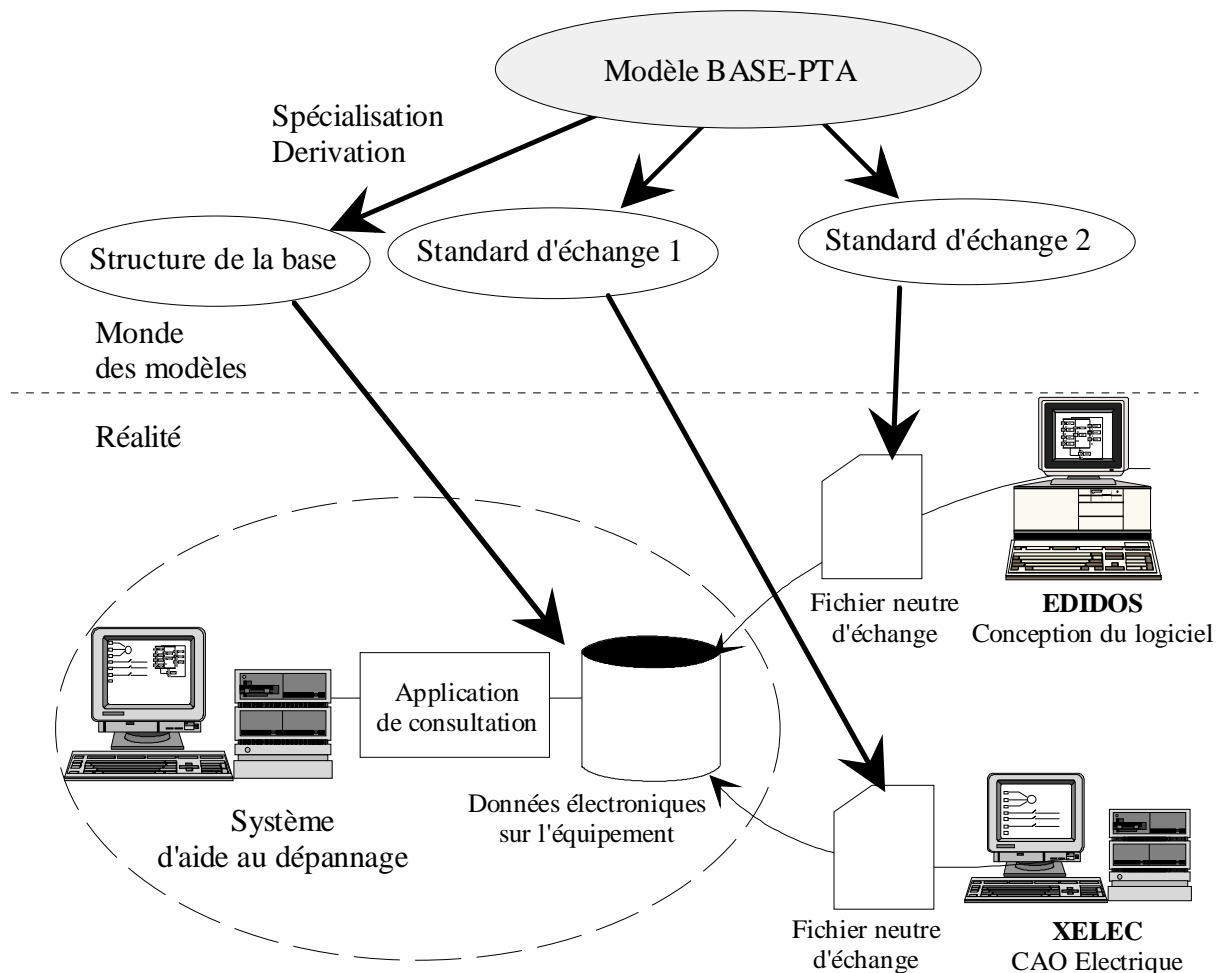 Modèle BASE-PTA
Spécialisation
Derivation
Structure de la base
Standard d'échange 1
Standard d'échange 2
Monde
des modèles
Réalité
Fichier neutre
d'échange
EDIDOS
Conception du logiciel
Application
de consultation
Données électroniques
sur l'équipement
Système
d'aide au dépannage
Fichier neutre
d'échange
XELEC
CAO Electrique